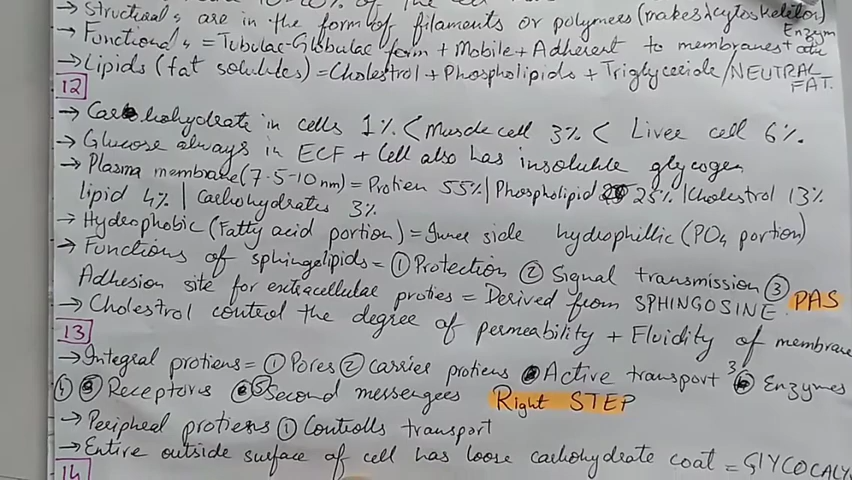 → Structural " are in the form of filaments or polymers (makes cytoskeleton)
→ Functional " = Tubular-Globular form + Mobile + Adherent to membranes + Enzym
→ Lipids (fat solubles) = Cholestrol + Phospholipids + Triglyceride/NEUTRAL FAT.
12
→ Carbohydrate in cells 1% < Muscle cell 3% < Liver cell 6%.
→ Glucose always in ECF + Cell also has insoluble glycogen
→ Plasma membrane (7.5-10nm) = Protien 55% | Phospholipid 25% | Cholestrol 13%
lipid 4% | Carbohydrates 3%
→ Hydrophobic (Fatty acid portion) = Inner side hydrophillic (PO4 portion)
→ Functions of sphingolipids = ① Protection ② Signal transmission ③
Adhesion site for extracellular proties = Derived from SPHINGOSINE. PAS
→ Cholestrol control the degree of permeability + Fluidity of membrane
13
→ Integral protiens = ① Pores ② Carrier protiens Active transport 3 Enzymes
4) Receptors ⑤ Second messengers Right STEP
→ Peripheal protiens ① Controlls transport
→ Entire outside surface of cell has loose carbohydrate coat = GLYCOCALY
14